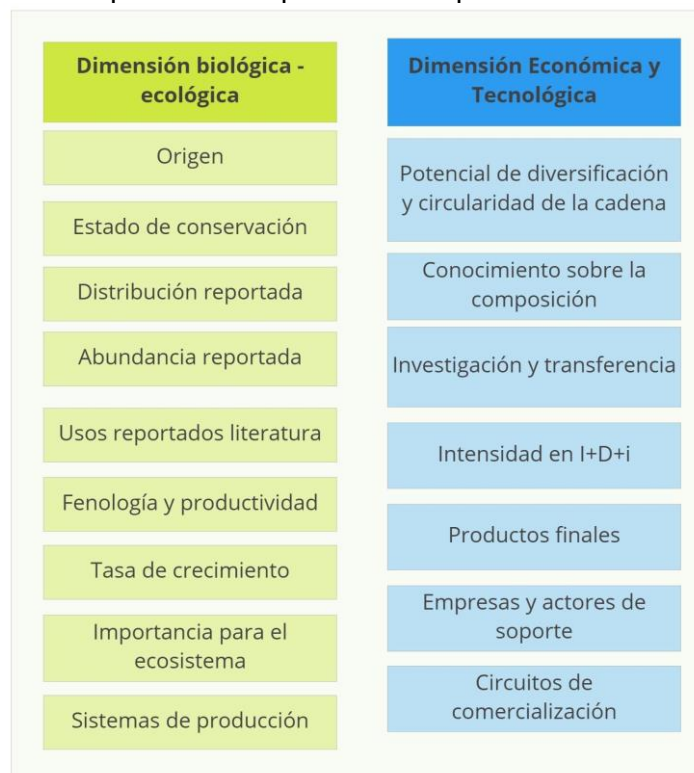 Dimensión biológica -
ecológica
Origen
Estado de conservación
Distribución reportada
Abundancia reportada
Usos reportados literatura
Fenología y productividad
Tasa de crecimiento
Importancia para el
ecosistema
Sistemas de producción
Dimensión Económica y
Tecnológica
Potencial de diversificación
y circularidad de la cadena
Conocimiento sobre la
composición
Investigación y transferencia
Intensidad en I+D+i
Productos finales
Empresas y actores de
soporte
Circuitos de
comercialización